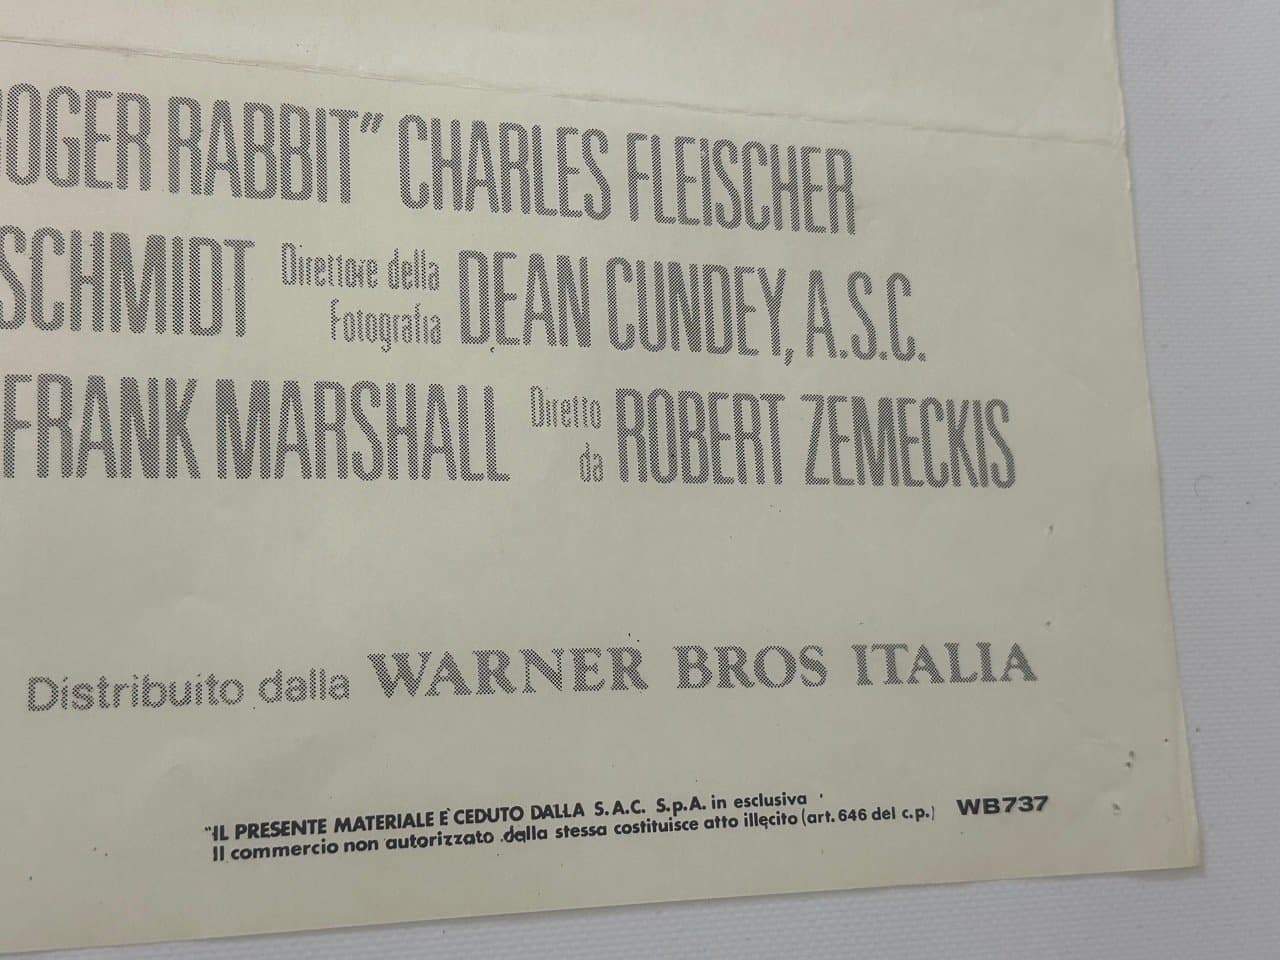 ROGER RABBIT" CHARLES FLEISCHER
SCHMIDT Direttore della Fotografia DEAN CUNDEY, A.S.C.
FRANK MARSHALL Diretto da ROBERT ZEMECKIS
Distribuito dalla WARNER BROS ITALIA
"IL PRESENTE MATERIALE E' CEDUTO DALLA S.A.C. S.p.A. in esclusiva
Il commercio non autorizzato dalla stessa costituisce atto illecito (art. 646 del c.p.) WB737